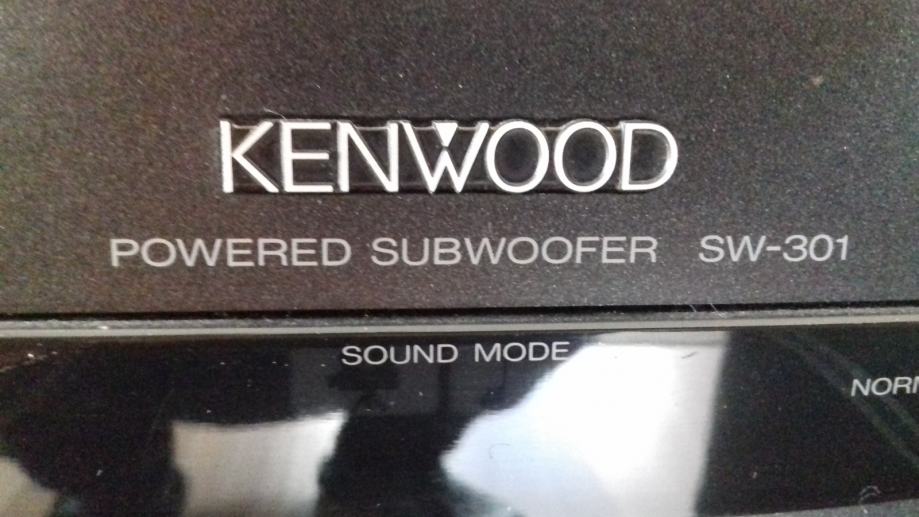 KENWOOD
POWERED SUBWOOFER SW-301
SOUND MODE